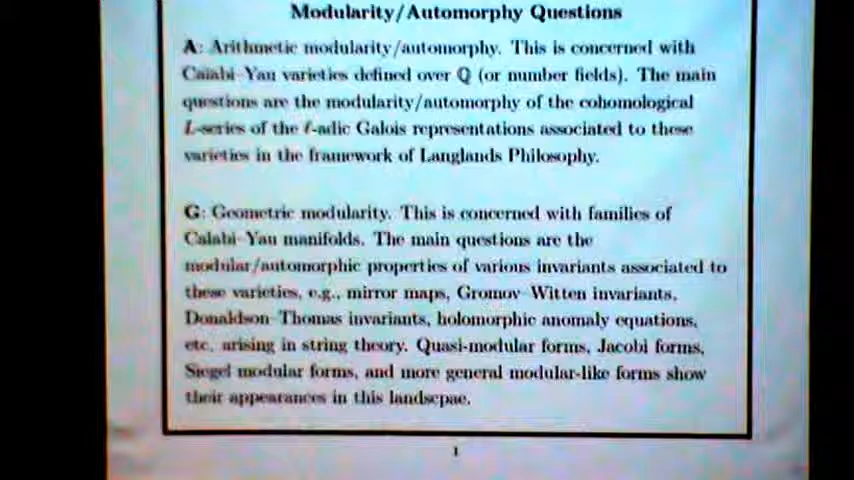 Modularity/Automorphy Questions
A: Arithmetic modularity/automorphy. This is concerned with
Calabi–Yau varieties defined over ℚ (or number fields). The main
questions are the modularity/automorphy of the cohomological
L-series of the ℓ-adic Galois representations associated to these
varieties in the framework of Langlands Philosophy.
G: Geometric modularity. This is concerned with families of
Calabi–Yau manifolds. The main questions are the
modular/automorphic properties of various invariants associated to
these varieties, e.g., mirror maps, Gromov–Witten invariants,
Donaldson–Thomas invariants, holomorphic anomaly equations,
etc. arising in string theory. Quasi-modular forms, Jacobi forms,
Siegel modular forms, and more general modular-like forms show
their appearances in this landsepae.
1